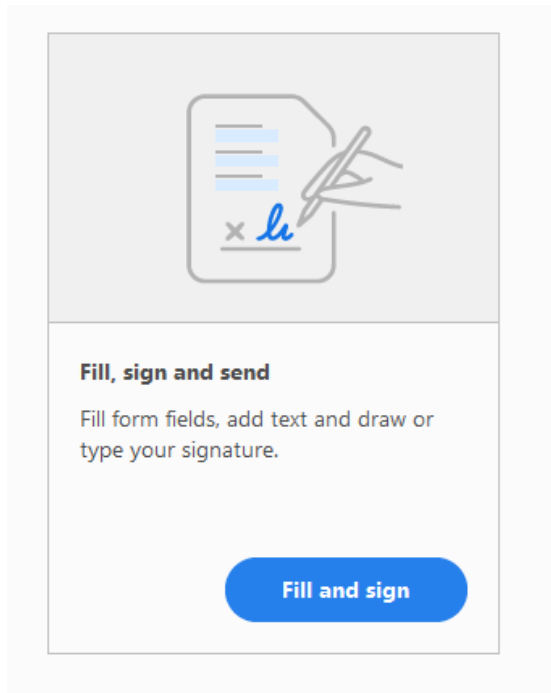 Fill, sign and send
Fill form fields, add text and draw or
type your signature.
Fill and sign